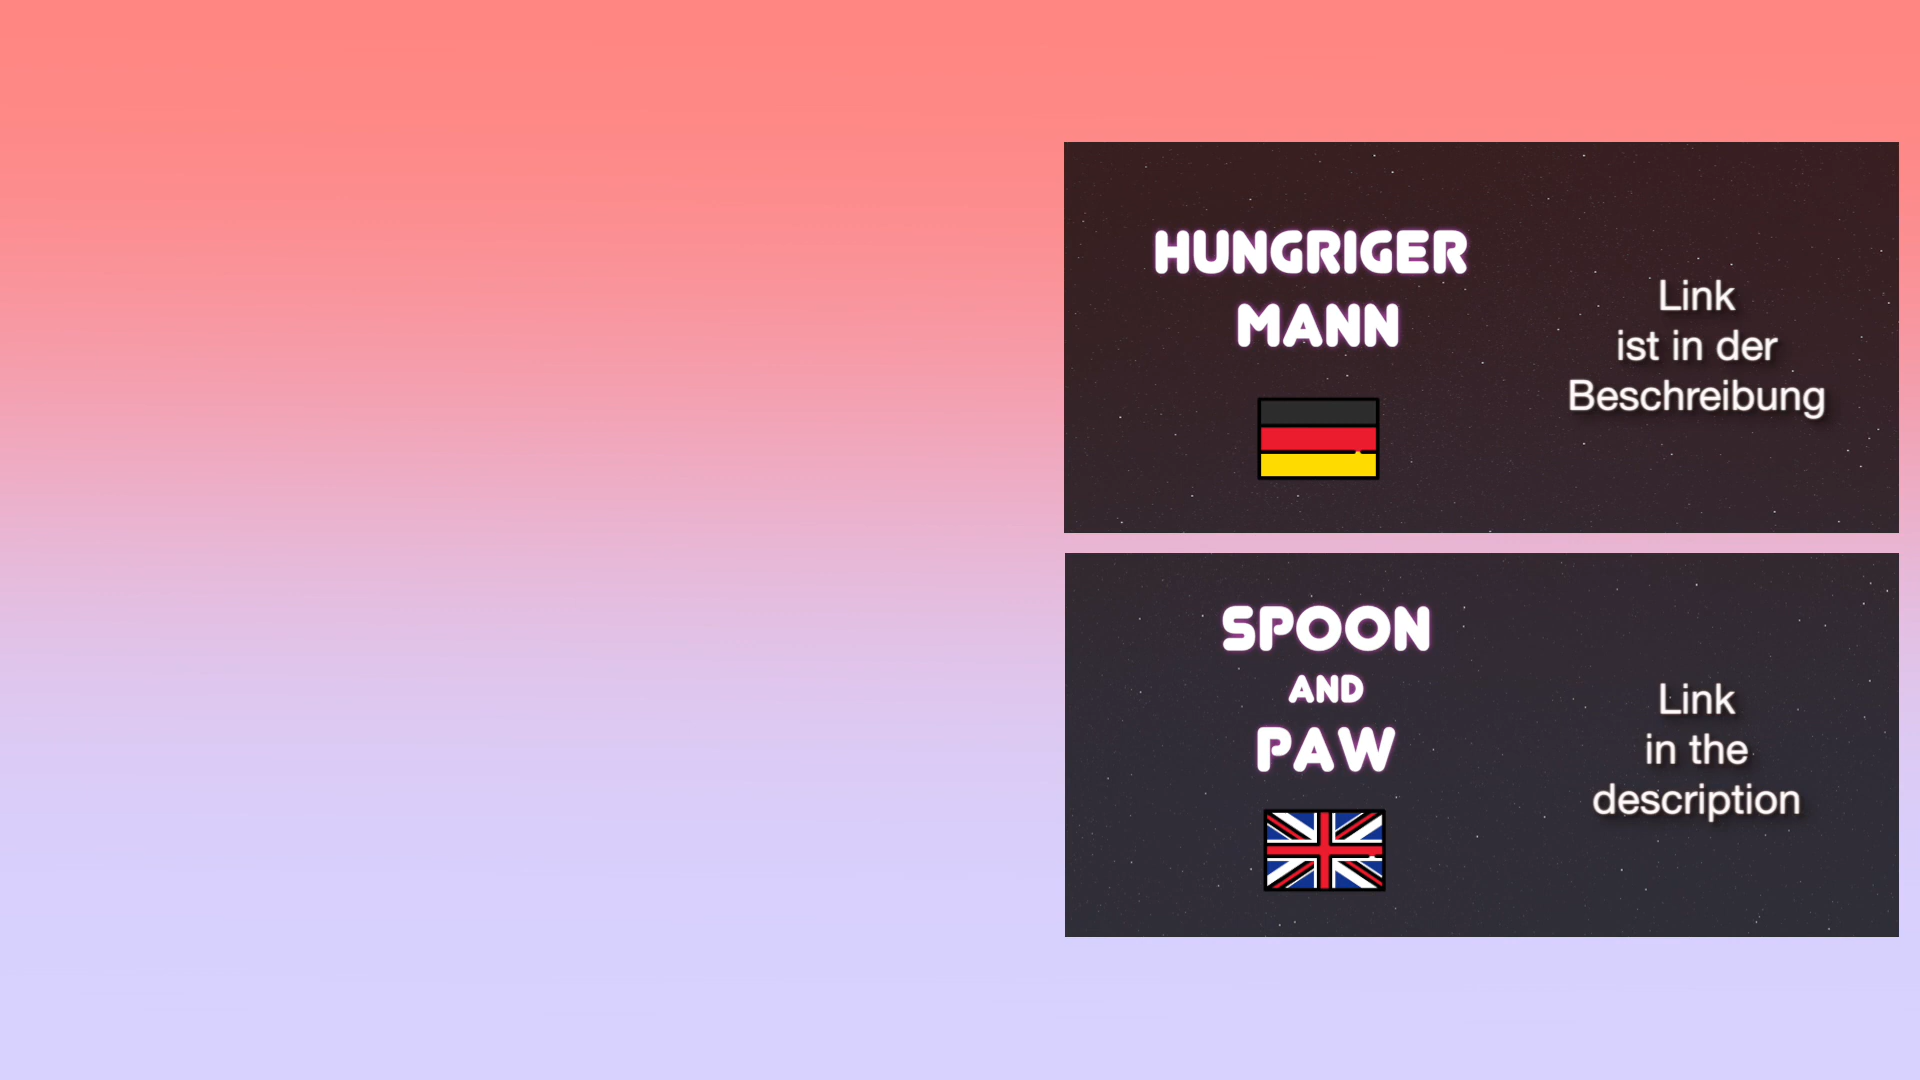 HUNGRIGER
MANN
Link
ist in der
Beschreibung
SPOON
AND
PAW
Link
in the
description